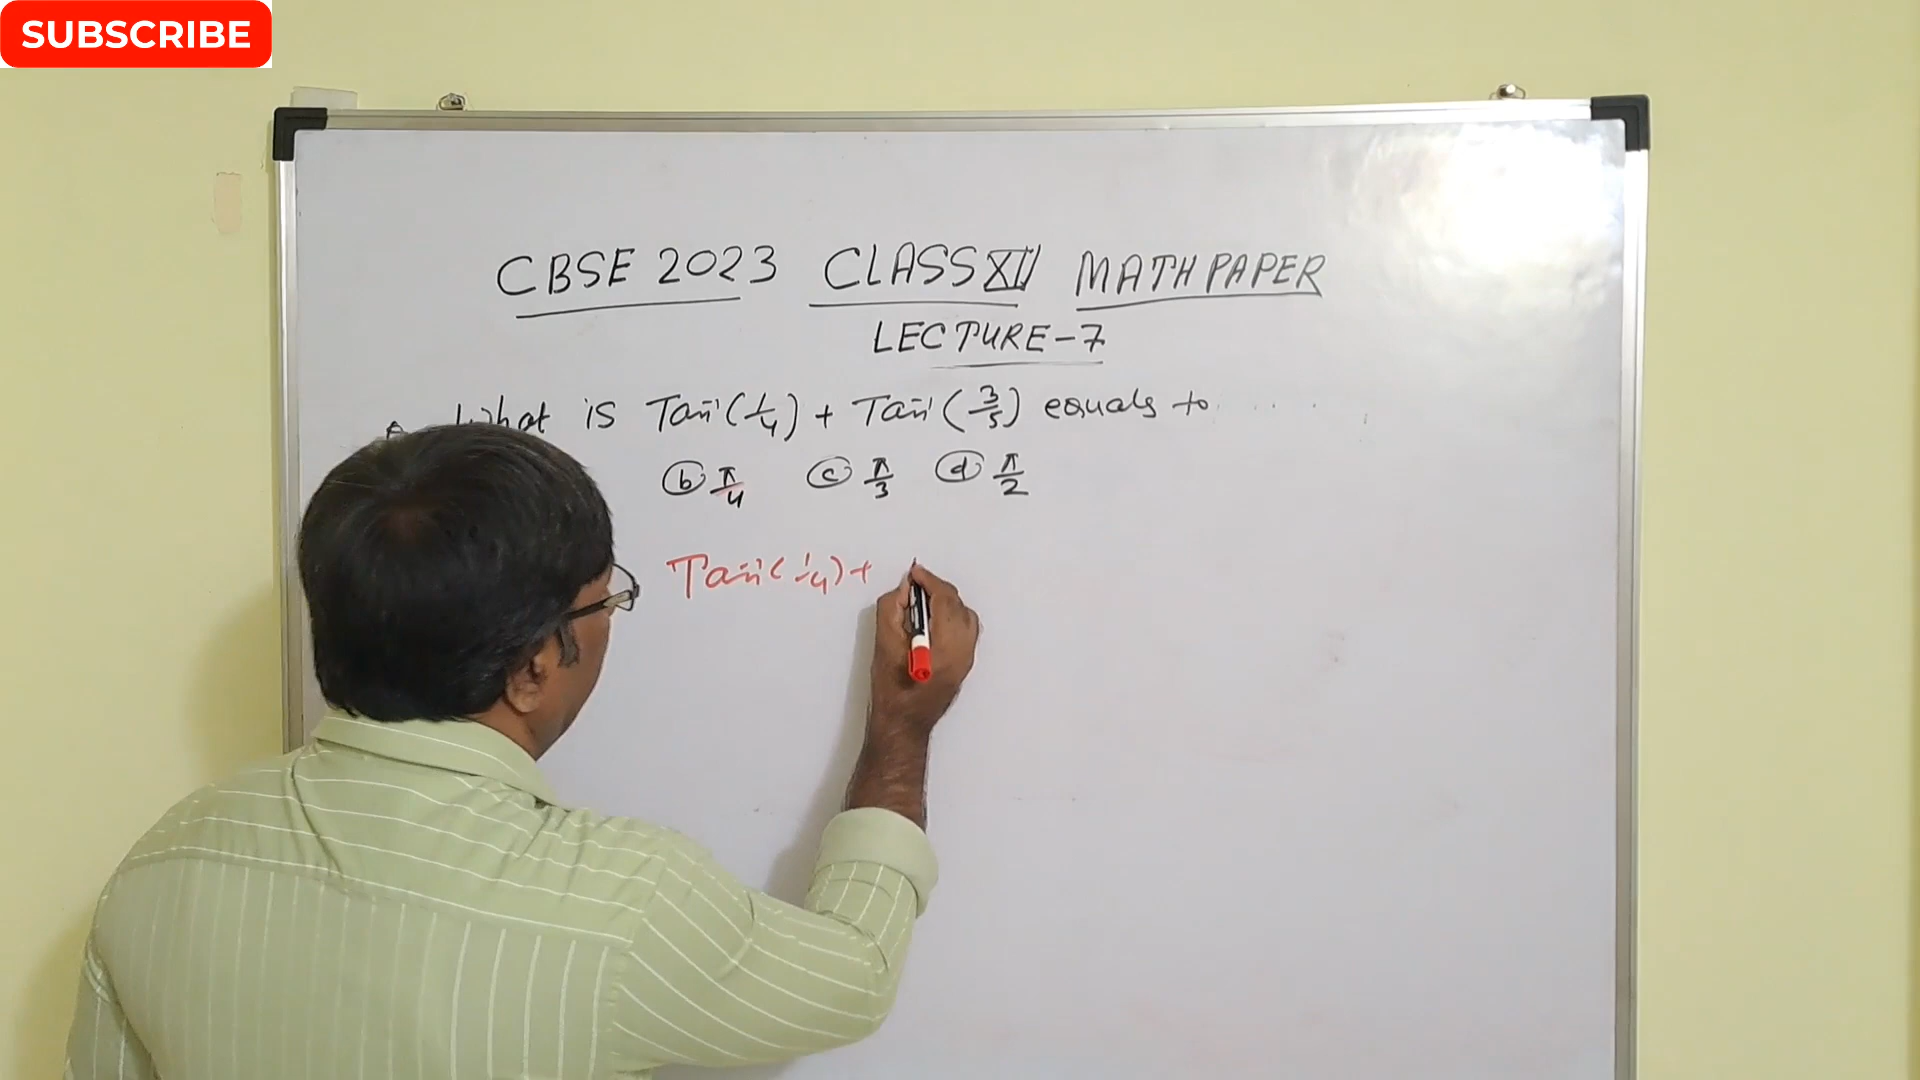 SUBSCRIBE
CBSE 2023 CLASS XII MATH PAPER
LECTURE-7
What is Tan⁻¹(1/4) + Tan⁻¹(3/5) equals to .....
ⓑ π/4 ⓒ π/3 ⓓ π/2
Tan⁻¹(1/4) +